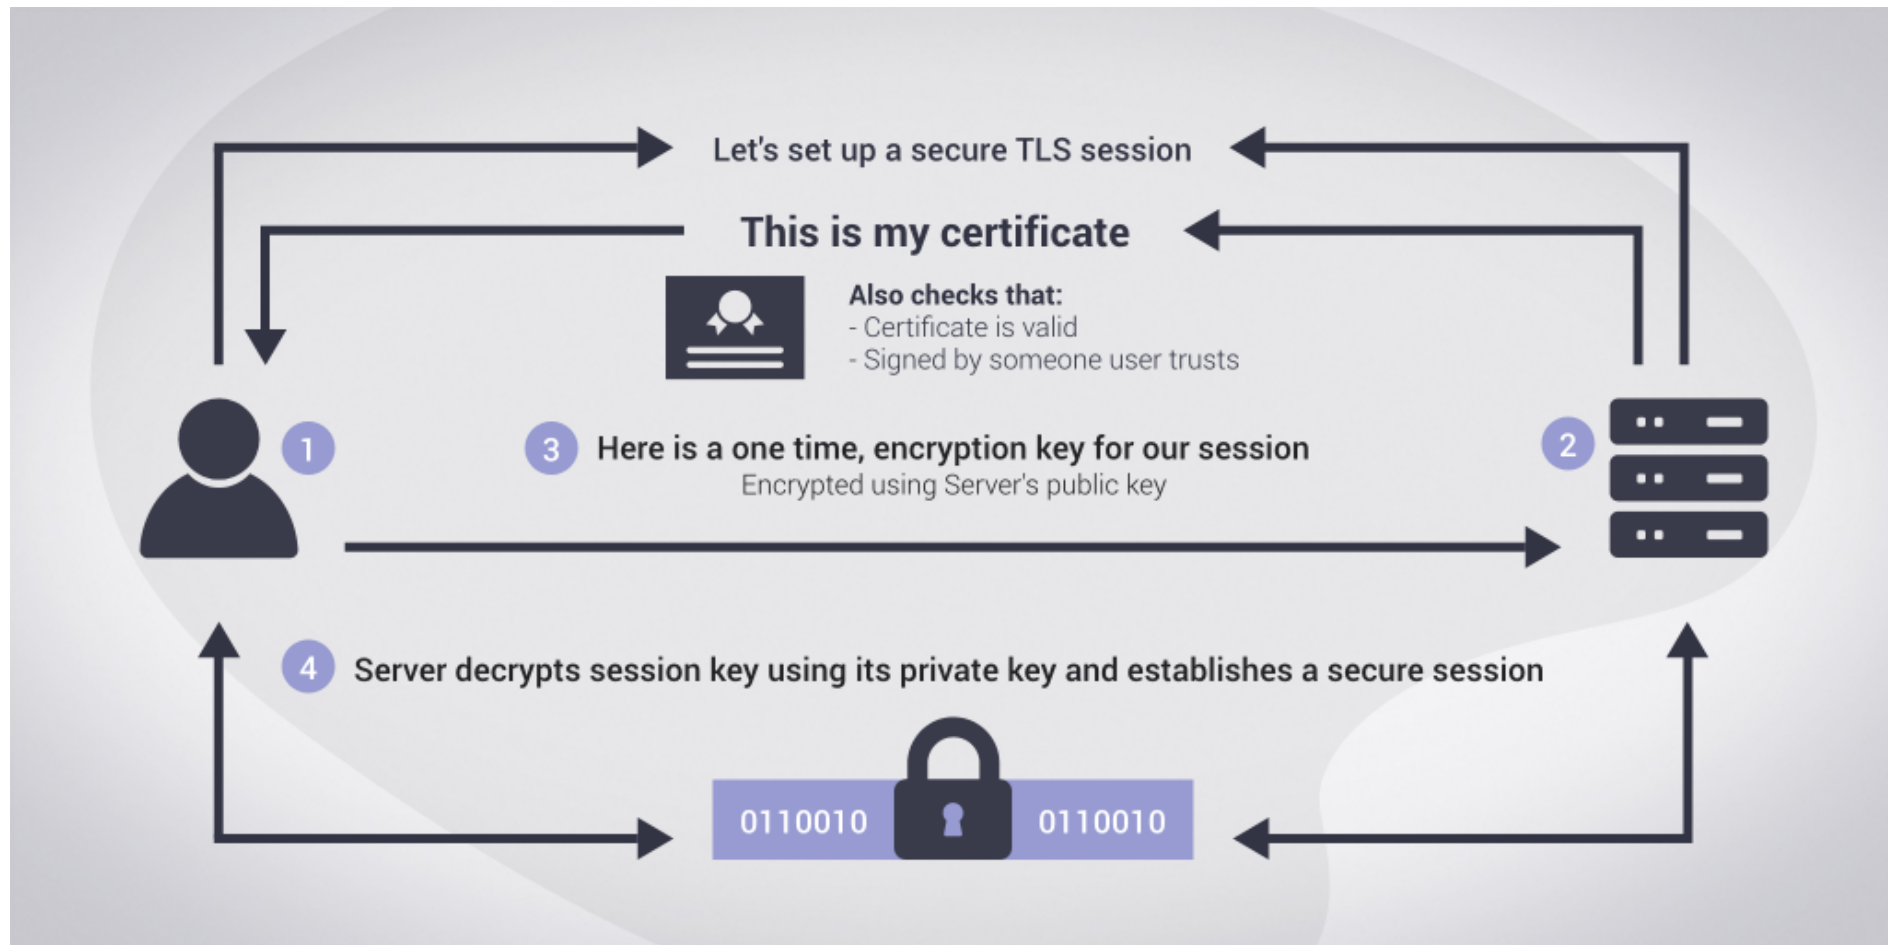 Let's set up a secure TLS session
This is my certificate
Also checks that:
- Certificate is valid
- Signed by someone user trusts
1
3 Here is a one time, encryption key for our session
Encrypted using Server's public key
2
4 Server decrypts session key using its private key and establishes a secure session
0110010 0110010